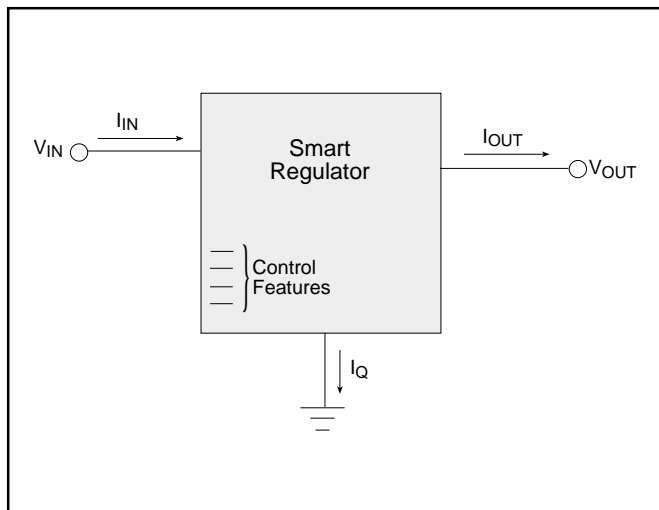 I_IN
V_IN
Smart
Regulator
I_OUT
V_OUT
Control
Features
I_Q